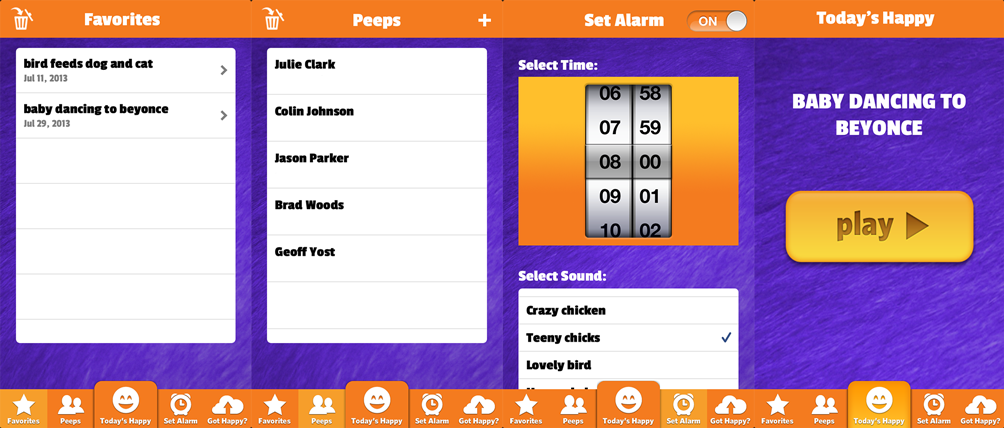 Favorites
bird feeds dog and cat
Jul 11, 2013
baby dancing to beyonce
Jul 29, 2013
Favorites Peeps Today's Happy Set Alarm Got Happy?
Peeps +
Julie Clark
Colin Johnson
Jason Parker
Brad Woods
Geoff Yost
Favorites Peeps Today's Happy Set Alarm Got Happy?
Set Alarm ON
Select Time:
06 58
07 59
08 00
09 01
10 02
Select Sound:
Crazy chicken
Teeny chicks
Lovely bird
Favorites Peeps Today's Happy Set Alarm Got Happy?
Today's Happy
BABY DANCING TO
BEYONCE
play
Favorites Peeps Today's Happy Set Alarm Got Happy?